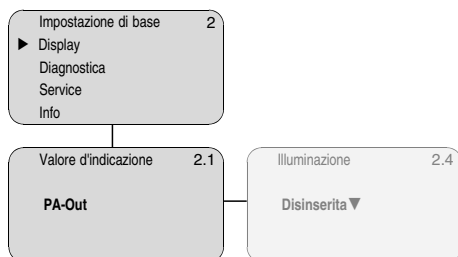 Impostazione di base 2
▶ Display
Diagnostica
Service
Info
Valore d'indicazione 2.1
PA-Out
Illuminazione 2.4
Disinserita▼